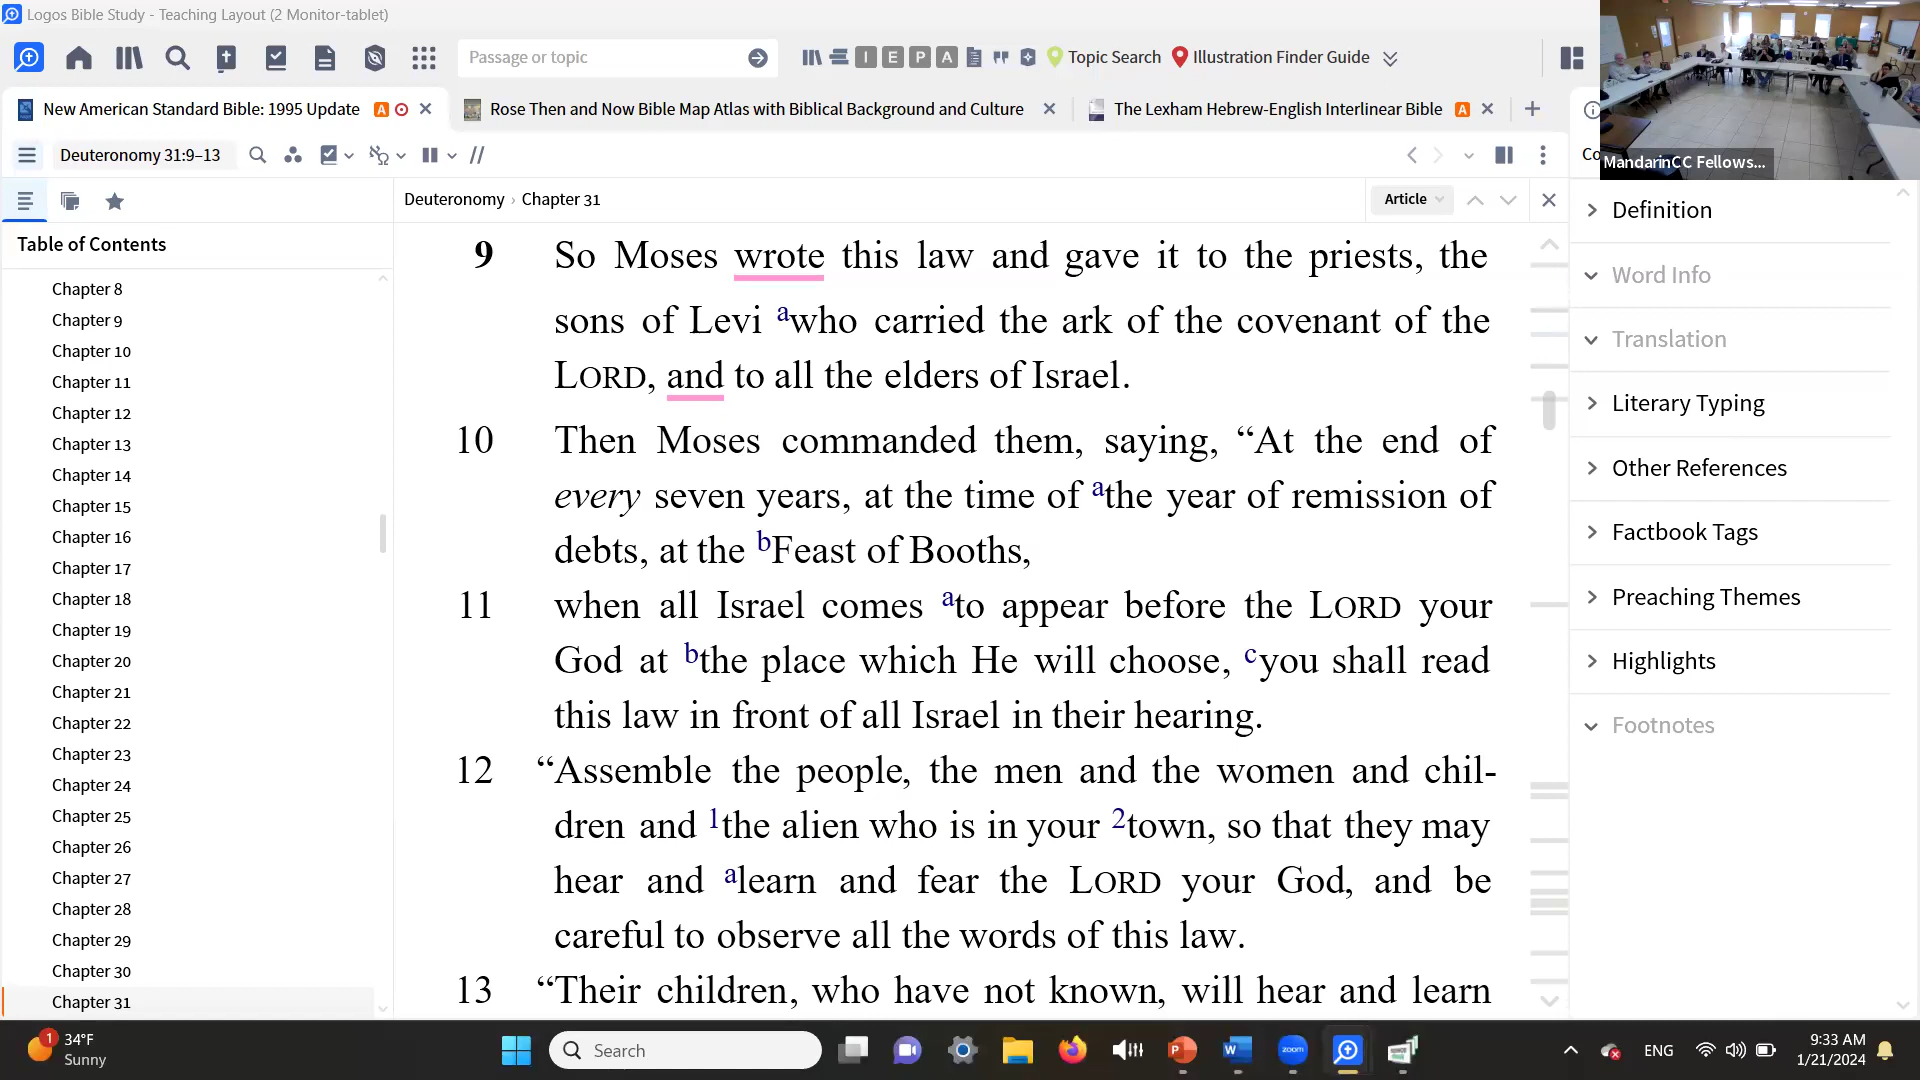 Logos Bible Study - Teaching Layout (2 Monitor-tablet)
Passage or topic
I E P A
Topic Search
Illustration Finder Guide
New American Standard Bible: 1995 Update A
Rose Then and Now Bible Map Atlas with Biblical Background and Culture
The Lexham Hebrew-English Interlinear Bible A
Deuteronomy 31:9–13
Co
MandarinCC Fellows...
Deuteronomy › Chapter 31
Article
Table of Contents
Chapter 8
Chapter 9
Chapter 10
Chapter 11
Chapter 12
Chapter 13
Chapter 14
Chapter 15
Chapter 16
Chapter 17
Chapter 18
Chapter 19
Chapter 20
Chapter 21
Chapter 22
Chapter 23
Chapter 24
Chapter 25
Chapter 26
Chapter 27
Chapter 28
Chapter 29
Chapter 30
Chapter 31
9 So Moses wrote this law and gave it to the priests, the
sons of Levi awho carried the ark of the covenant of the
LORD, and to all the elders of Israel.
10 Then Moses commanded them, saying, “At the end of
every seven years, at the time of athe year of remission of
debts, at the bFeast of Booths,
11 when all Israel comes ato appear before the LORD your
God at bthe place which He will choose, cyou shall read
this law in front of all Israel in their hearing.
12 “Assemble the people, the men and the women and chil-
dren and 1the alien who is in your 2town, so that they may
hear and alearn and fear the LORD your God, and be
careful to observe all the words of this law.
13 “Their children, who have not known, will hear and learn
Definition
Word Info
Translation
Literary Typing
Other References
Factbook Tags
Preaching Themes
Highlights
Footnotes
1
34°F
Sunny
Search
P
W
zoom
ENG
9:33 AM
1/21/2024